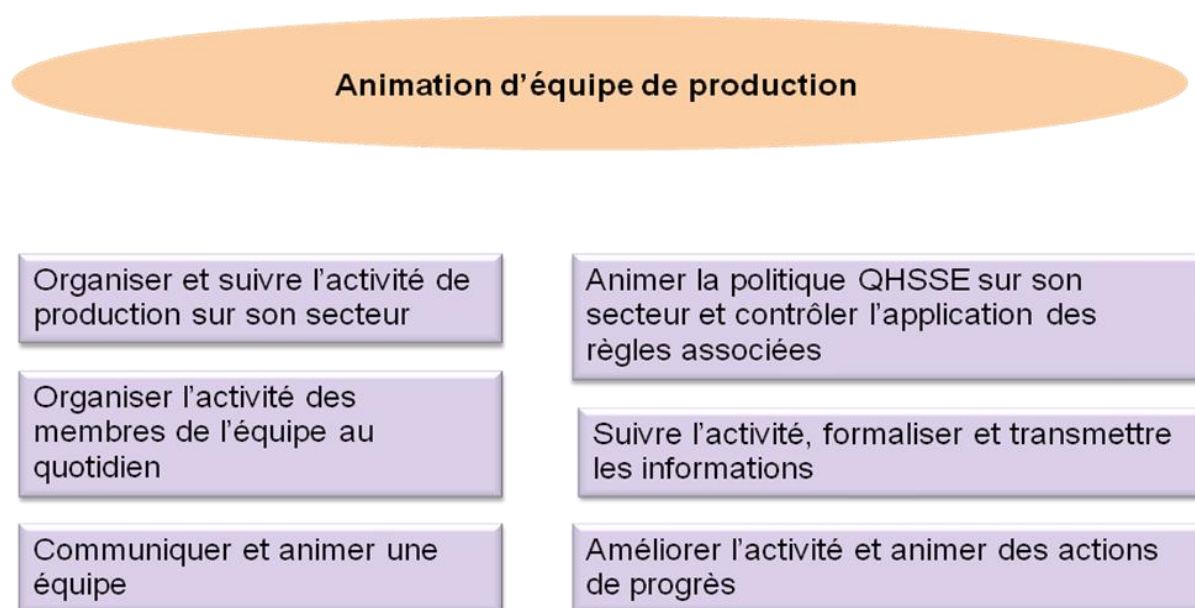 Animation d’équipe de production
Organiser et suivre l’activité de
production sur son secteur
Organiser l’activité des
membres de l’équipe au
quotidien
Communiquer et animer une
équipe
Animer la politique QHSSE sur son
secteur et contrôler l’application des
règles associées
Suivre l’activité, formaliser et transmettre
les informations
Améliorer l’activité et animer des actions
de progrès